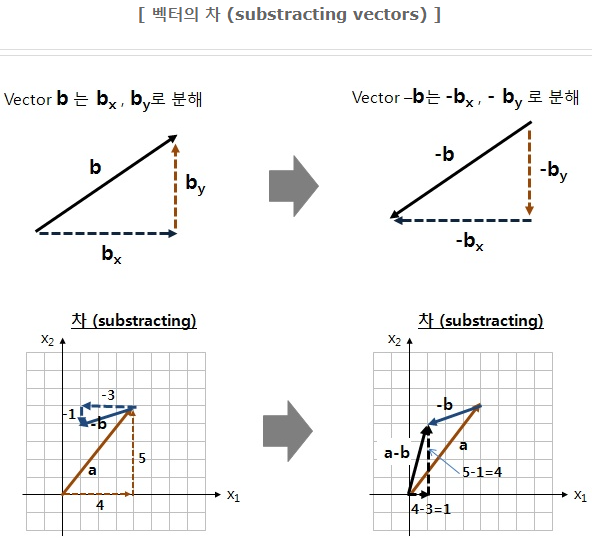 [ 벡터의 차 (substracting vectors) ]
Vector b 는 bx , by로 분해
Vector –b는 -bx , - by 로 분해
b
by
bx
-b
-by
-bx
차 (substracting)
차 (substracting)
x2
-3
-1
-b
a
5
4
x1
x2
-b
a-b
a
5-1=4
4-3=1
x1